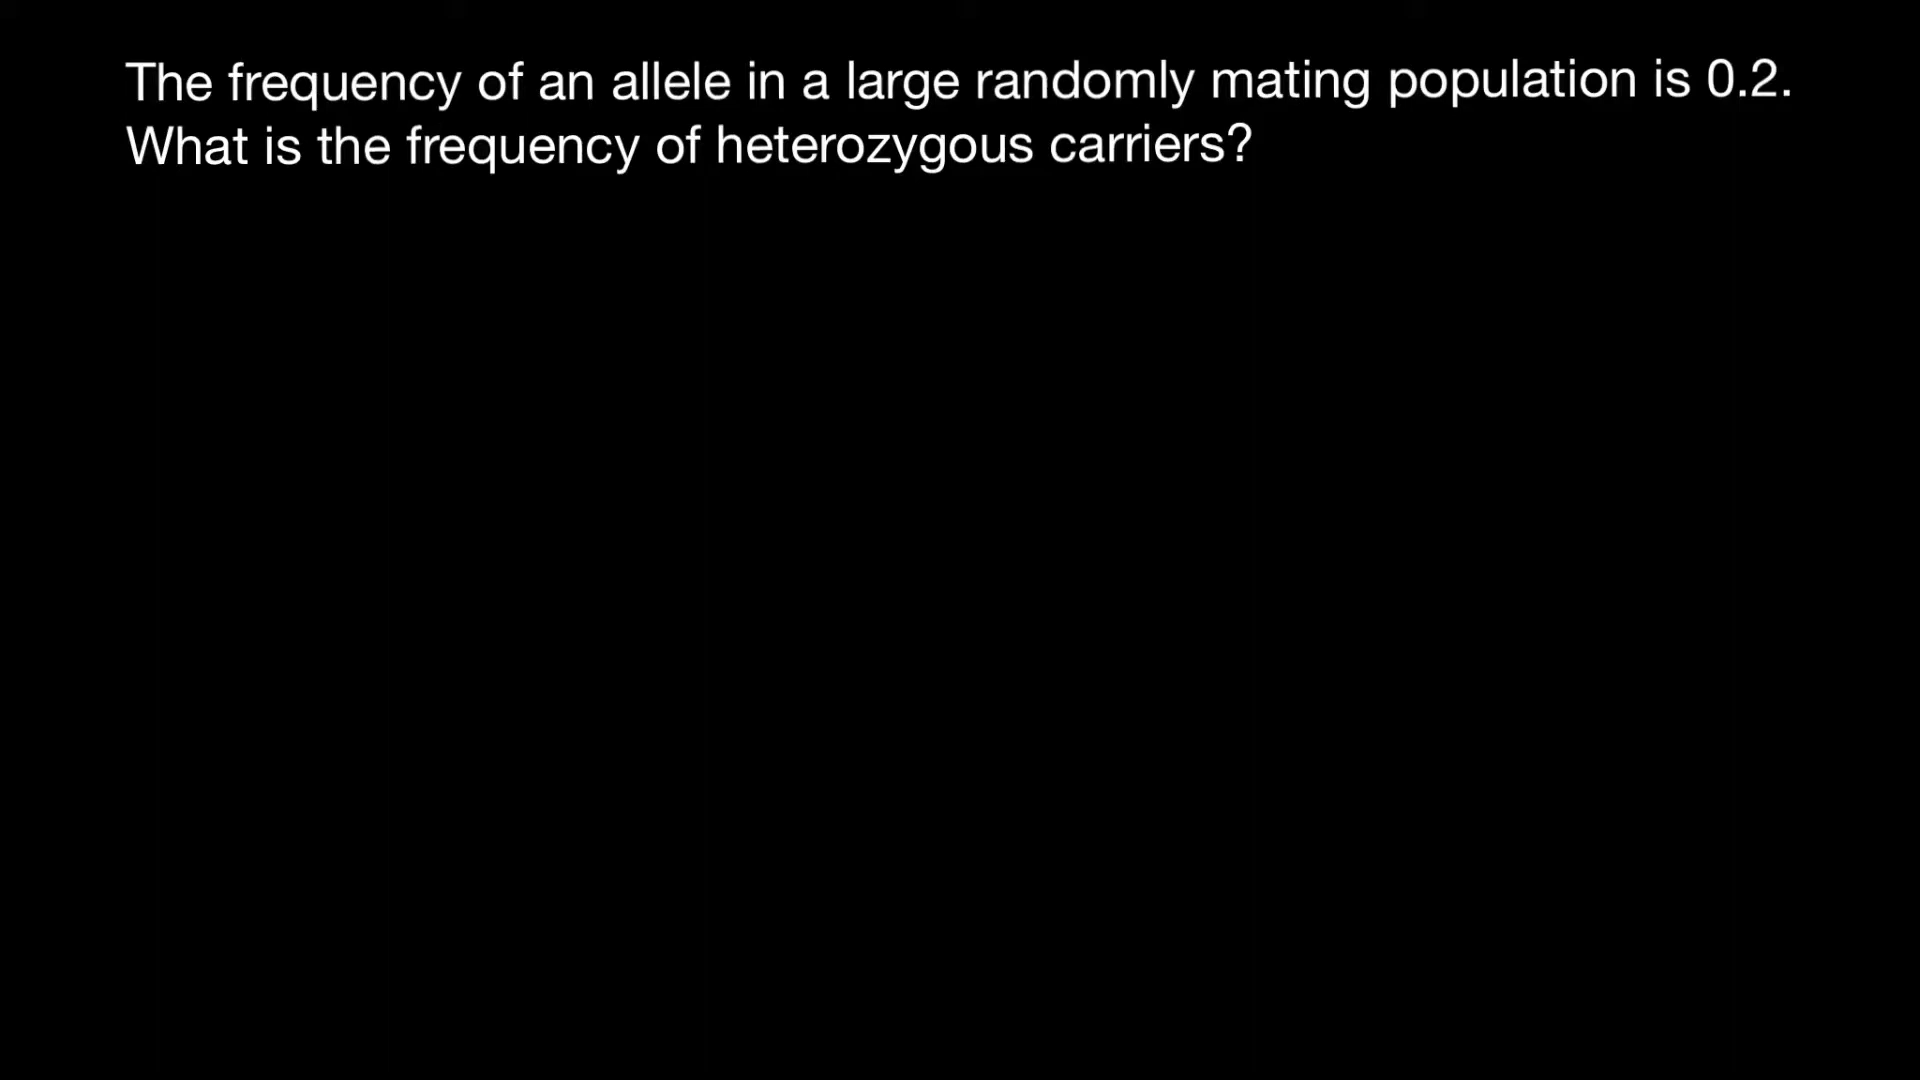 The frequency of an allele in a large randomly mating population is 0.2.
What is the frequency of heterozygous carriers?